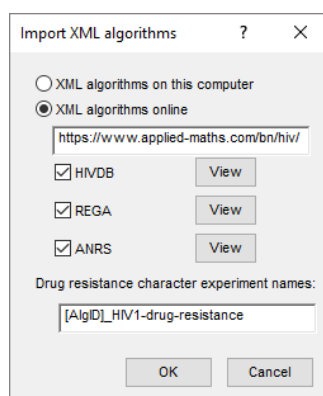 Import XML algorithms ?
XML algorithms on this computer
XML algorithms online
https://www.applied-maths.com/bn/hiv/
HIVDB View
REGA View
ANRS View
Drug resistance character experiment names:
[AlgID]_HIV1-drug-resistance
OK Cancel